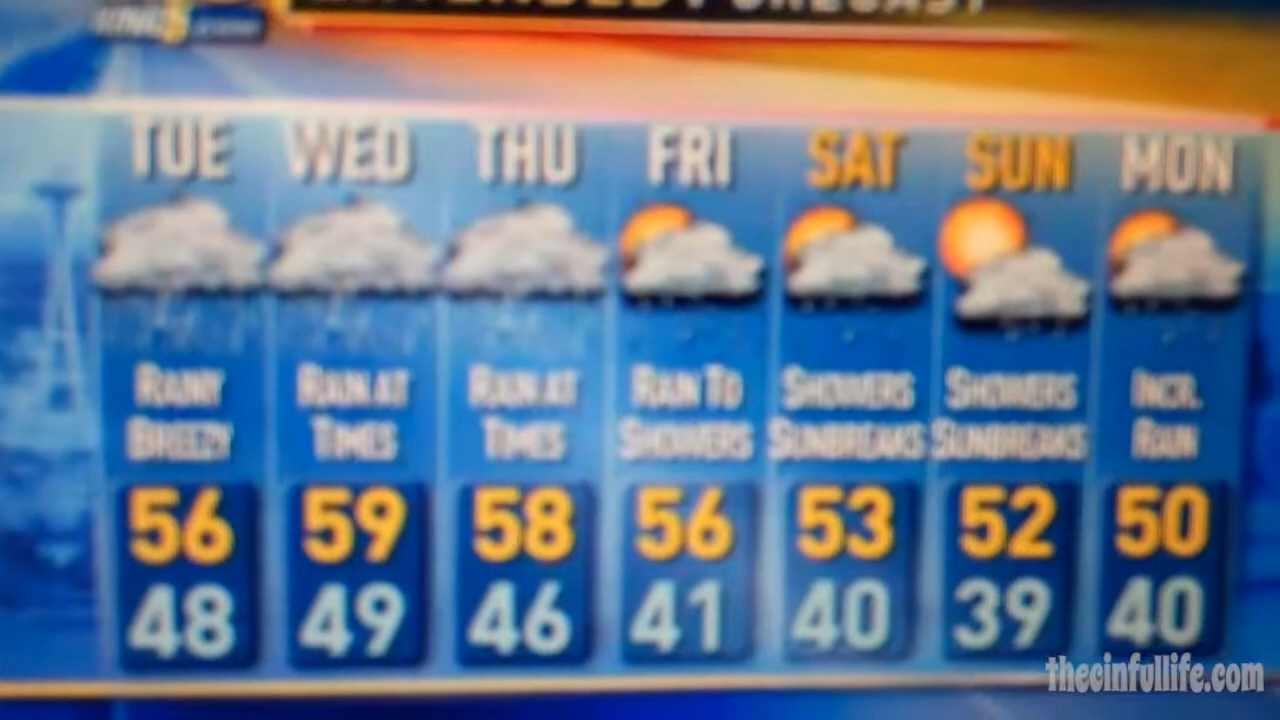 FORECAST
TUE WED THU FRI SAT SUN MON
RAINY RAIN AT RAIN AT RAIN TO SHOWERS SHOWERS INCR.
BREEZY TIMES TIMES SHOWERS SUNBREAKS SUNBREAKS RAIN
56 59 58 56 53 52 50
48 49 46 41 40 39 40
thecinfullife.com